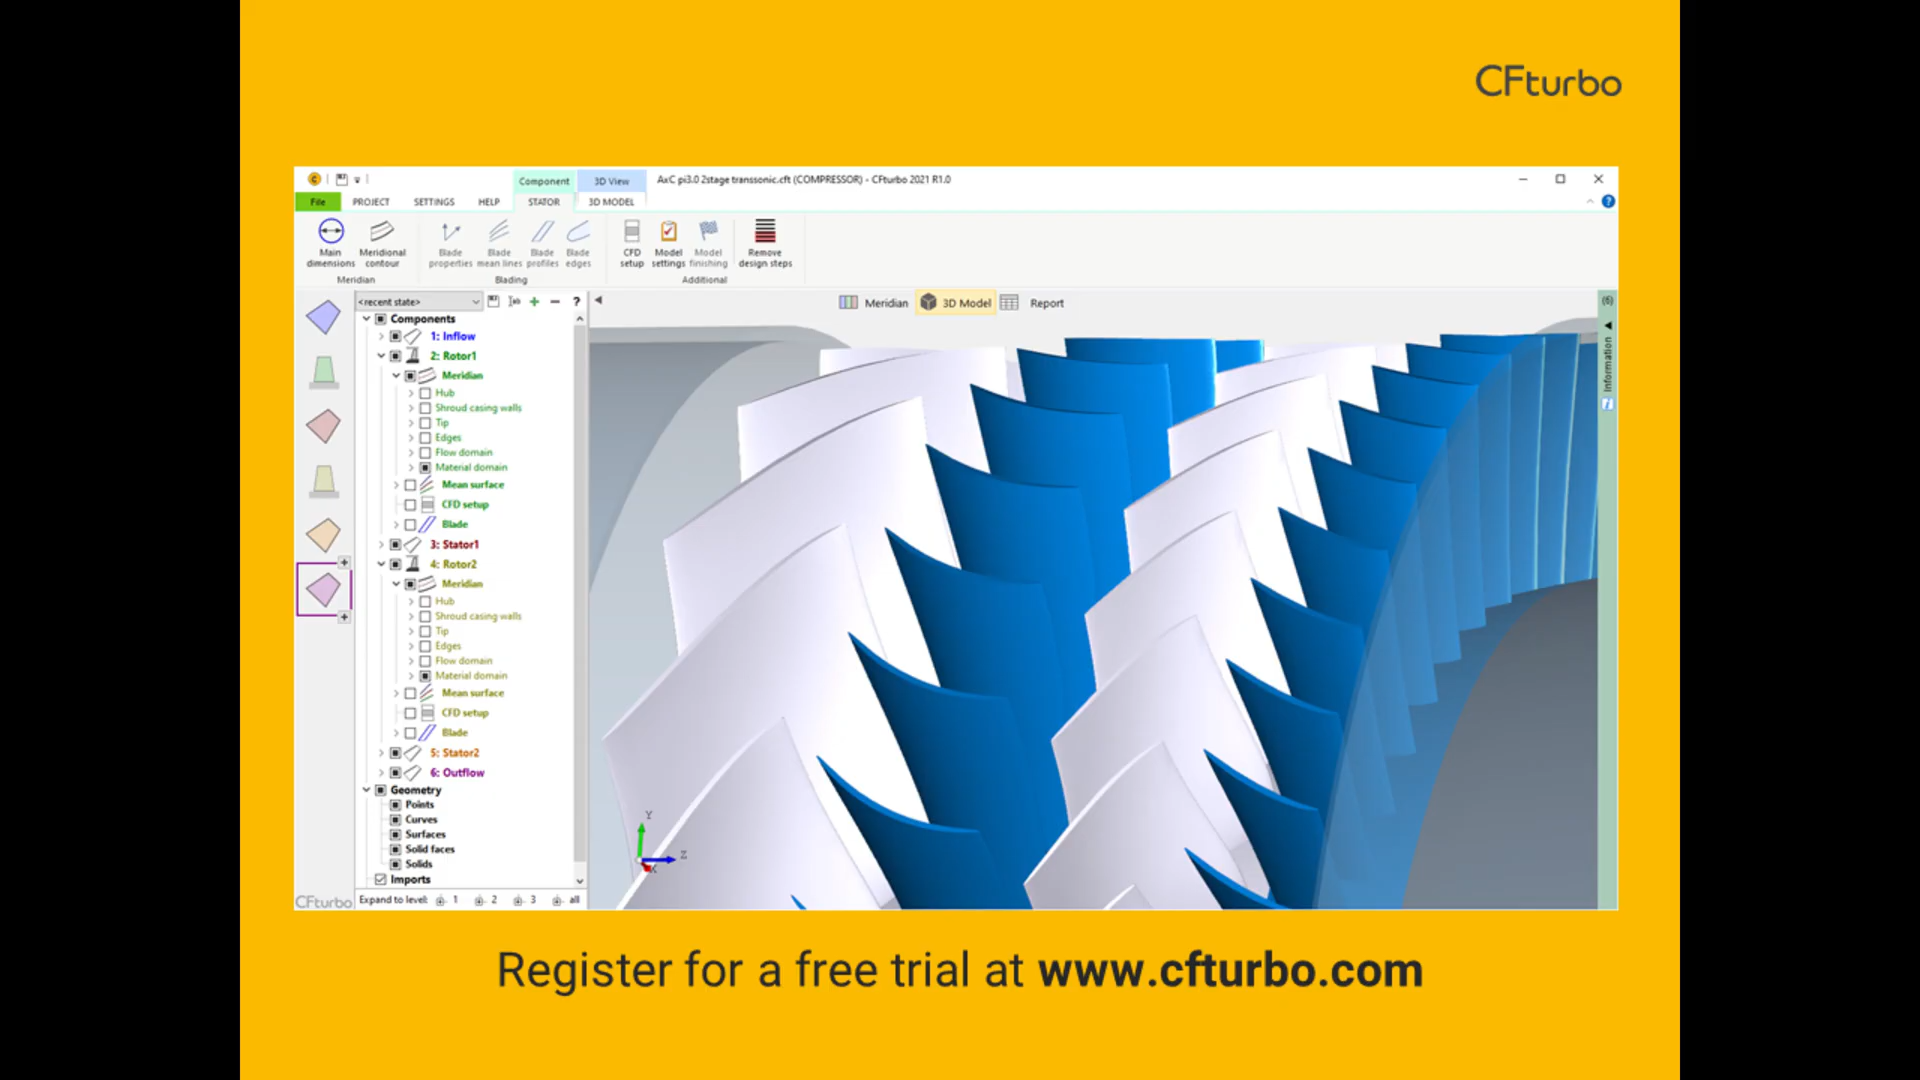 CFturbo
Component 3D View AxC pi3.0 2stage transsonic.cft (COMPRESSOR) - CFturbo 2021 R1.0
File PROJECT SETTINGS HELP STATOR 3D MODEL
Main dimensions
Meridional contour
Meridian
Blade properties
Blade mean lines
Blade profiles
Blade edges
Blading
CFD setup
Model settings
Model finishing
Additional
Remove design steps
<recent state>
Meridian 3D Model Report
Components
1: Inflow
2: Rotor1
Meridian
Hub
Shroud casing walls
Tip
Edges
Flow domain
Material domain
Mean surface
CFD setup
Blade
3: Stator1
4: Rotor2
Meridian
Hub
Shroud casing walls
Tip
Edges
Flow domain
Material domain
Mean surface
CFD setup
Blade
5: Stator2
6: Outflow
Geometry
Points
Curves
Surfaces
Solid faces
Solids
Imports
CFturbo
Expand to level: 1 2 3 all
Y
Z
X
(6)
Information
Register for a free trial at www.cfturbo.com